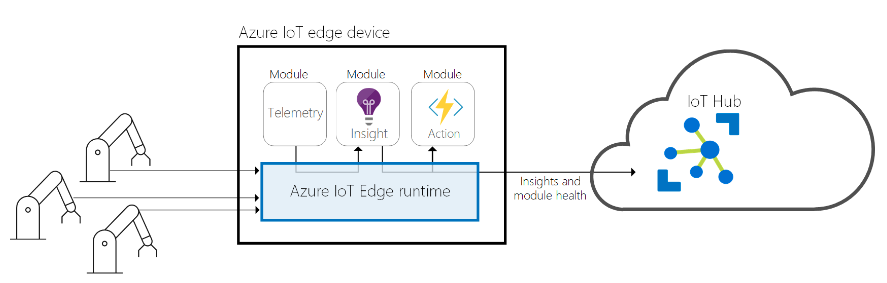 Azure IoT edge device
Module
Module
Module
Telemetry
Insight
Action
Azure IoT Edge runtime
Insights and
module health
IoT Hub